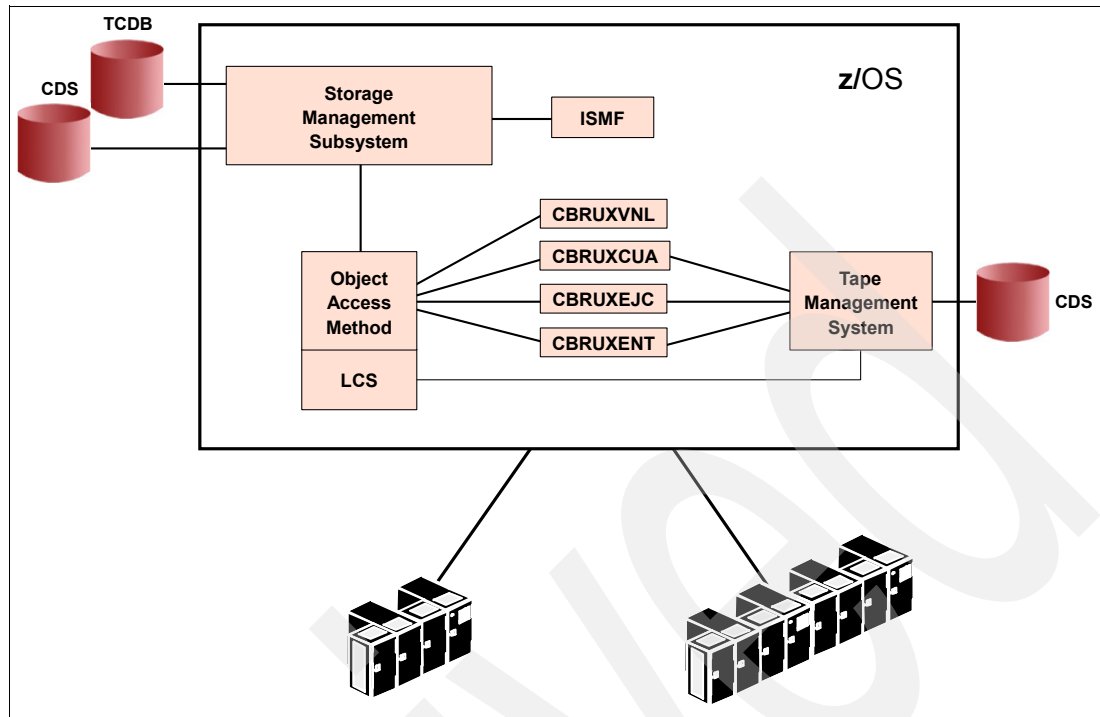 TCDB
CDS
z/OS
Storage
Management
Subsystem
ISMF
CBRUXVNL
CBRUXCUA
CBRUXEJC
CBRUXENT
Object
Access
Method
LCS
Tape
Management
System
CDS